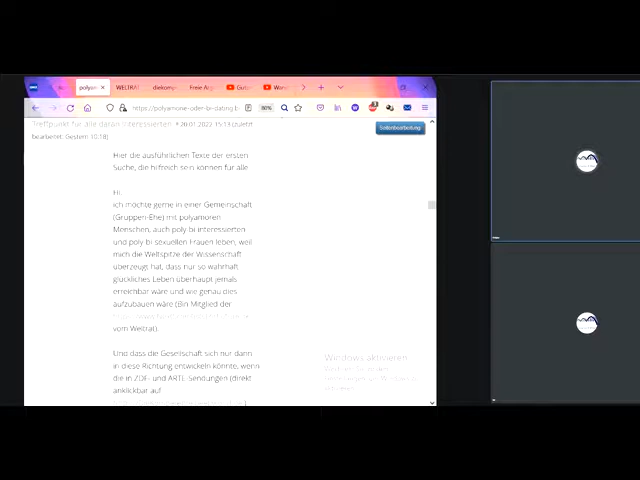 polyam
WELTRAT
diekomy
Freie Alg
Gute
Wan
https://polyamorie-oder-bi-dating.b
80%
Treffpunkt für alle daran Interessierten • 26.01.2022 15:13 (zuletzt
bearbeitet: Gestern 10:18)
Seitenbearbeitung
Hier die ausführlichen Texte der ersten
Suche, die hilfreich sein können für alle
Hi,
ich möchte gerne in einer Gemeinschaft
(Gruppen-Ehe) mit polyamoren
Menschen, auch poly bi interessierten
und poly bi sexuellen Frauen leben, weil
mich die Weltspitze der Wissenschaft
überzeugt hat, dass nur so wahrhaft
glückliches Leben überhaupt jemals
erreichbar wäre und wie genau dies
aufzubauen wäre (Bin Mitglied der
vom Weltrat).
Und dass die Gesellschaft sich nur dann
in diese Richtung entwickeln könnte, wenn
die in ZDF- und ARTE-Sendungen (direkt
anklickbar auf
Windows aktivieren